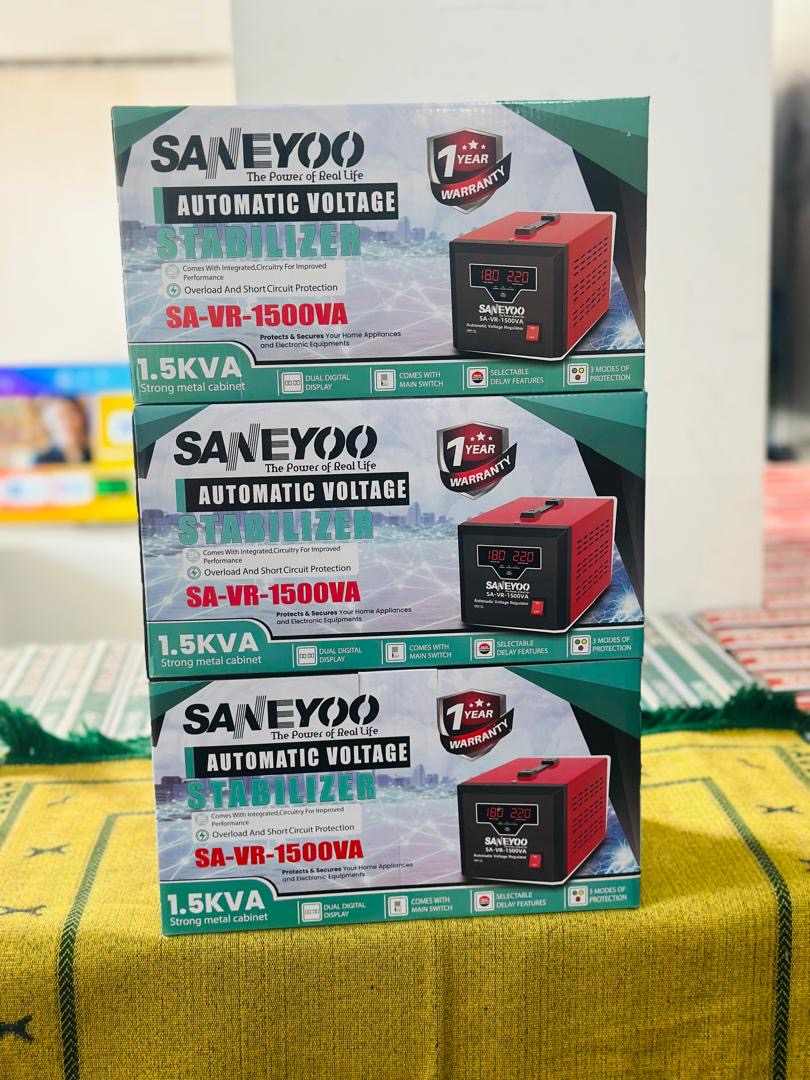 SANEYOO
The Power of Real Life
1 YEAR
WARRANTY
AUTOMATIC VOLTAGE
STABILIZER
Comes With Integrated,Circuitry For Improved
Performance
Overload And Short Circuit Protection
SA-VR-1500VA
Protects & Secures Your Home Appliances
and Electronic Equipments
180 220
SANEYOO
SA-VR-1500VA
Automatic Voltage Regulator
1.5KVA
Strong metal cabinet
DUAL DIGITAL
DISPLAY
COMES WITH
MAIN SWITCH
SELECTABLE
DELAY FEATURES
3 MODES OF
PROTECTION
SANEYOO
The Power of Real Life
1 YEAR
WARRANTY
AUTOMATIC VOLTAGE
STABILIZER
Comes With Integrated,Circuitry For Improved
Performance
Overload And Short Circuit Protection
SA-VR-1500VA
Protects & Secures Your Home Appliances
and Electronic Equipments
180 220
SANEYOO
SA-VR-1500VA
Automatic Voltage Regulator
1.5KVA
Strong metal cabinet
DUAL DIGITAL
DISPLAY
COMES WITH
MAIN SWITCH
SELECTABLE
DELAY FEATURES
3 MODES OF
PROTECTION
SANEYOO
The Power of Real Life
1 YEAR
WARRANTY
AUTOMATIC VOLTAGE
STABILIZER
Comes With Integrated,Circuitry For Improved
Performance
Overload And Short Circuit Protection
SA-VR-1500VA
Protects & Secures Your Home Appliances
and Electronic Equipments
180 220
SANEYOO
SA-VR-1500VA
Automatic Voltage Regulator
1.5KVA
Strong metal cabinet
DUAL DIGITAL
DISPLAY
COMES WITH
MAIN SWITCH
SELECTABLE
DELAY FEATURES
3 MODES OF
PROTECTION